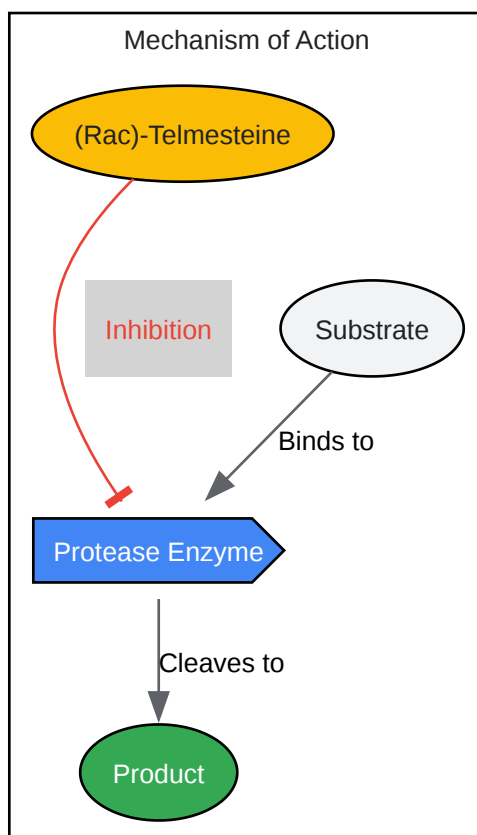 Mechanism of Action
(Rac)-Telmesteine
Inhibition
Substrate
Binds to
Protease Enzyme
Cleaves to
Product